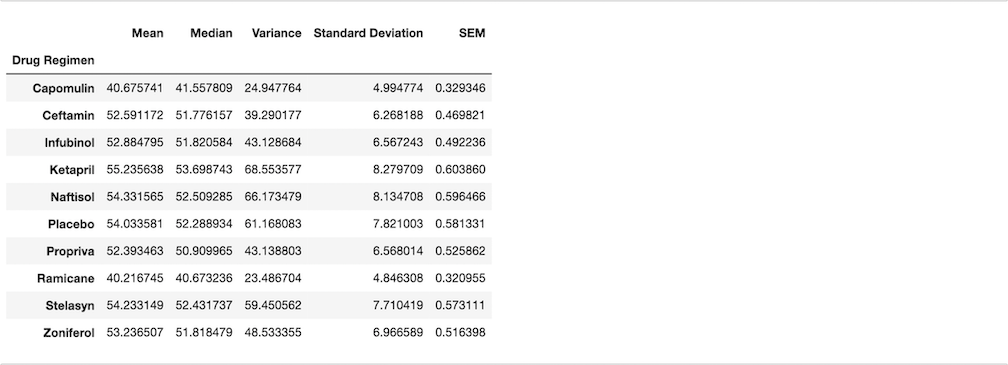 Mean Median Variance Standard Deviation SEM
Drug Regimen
Capomulin 40.675741 41.557809 24.947764 4.994774 0.329346
Ceftamin 52.591172 51.776157 39.290177 6.268188 0.469821
Infubinol 52.884795 51.820584 43.128684 6.567243 0.492236
Ketapril 55.235638 53.698743 68.553577 8.279709 0.603860
Naftisol 54.331565 52.509285 66.173479 8.134708 0.596466
Placebo 54.033581 52.288934 61.168083 7.821003 0.581331
Propriva 52.393463 50.909965 43.138803 6.568014 0.525862
Ramicane 40.216745 40.673236 23.486704 4.846308 0.320955
Stelasyn 54.233149 52.431737 59.450562 7.710419 0.573111
Zoniferol 53.236507 51.818479 48.533355 6.966589 0.516398